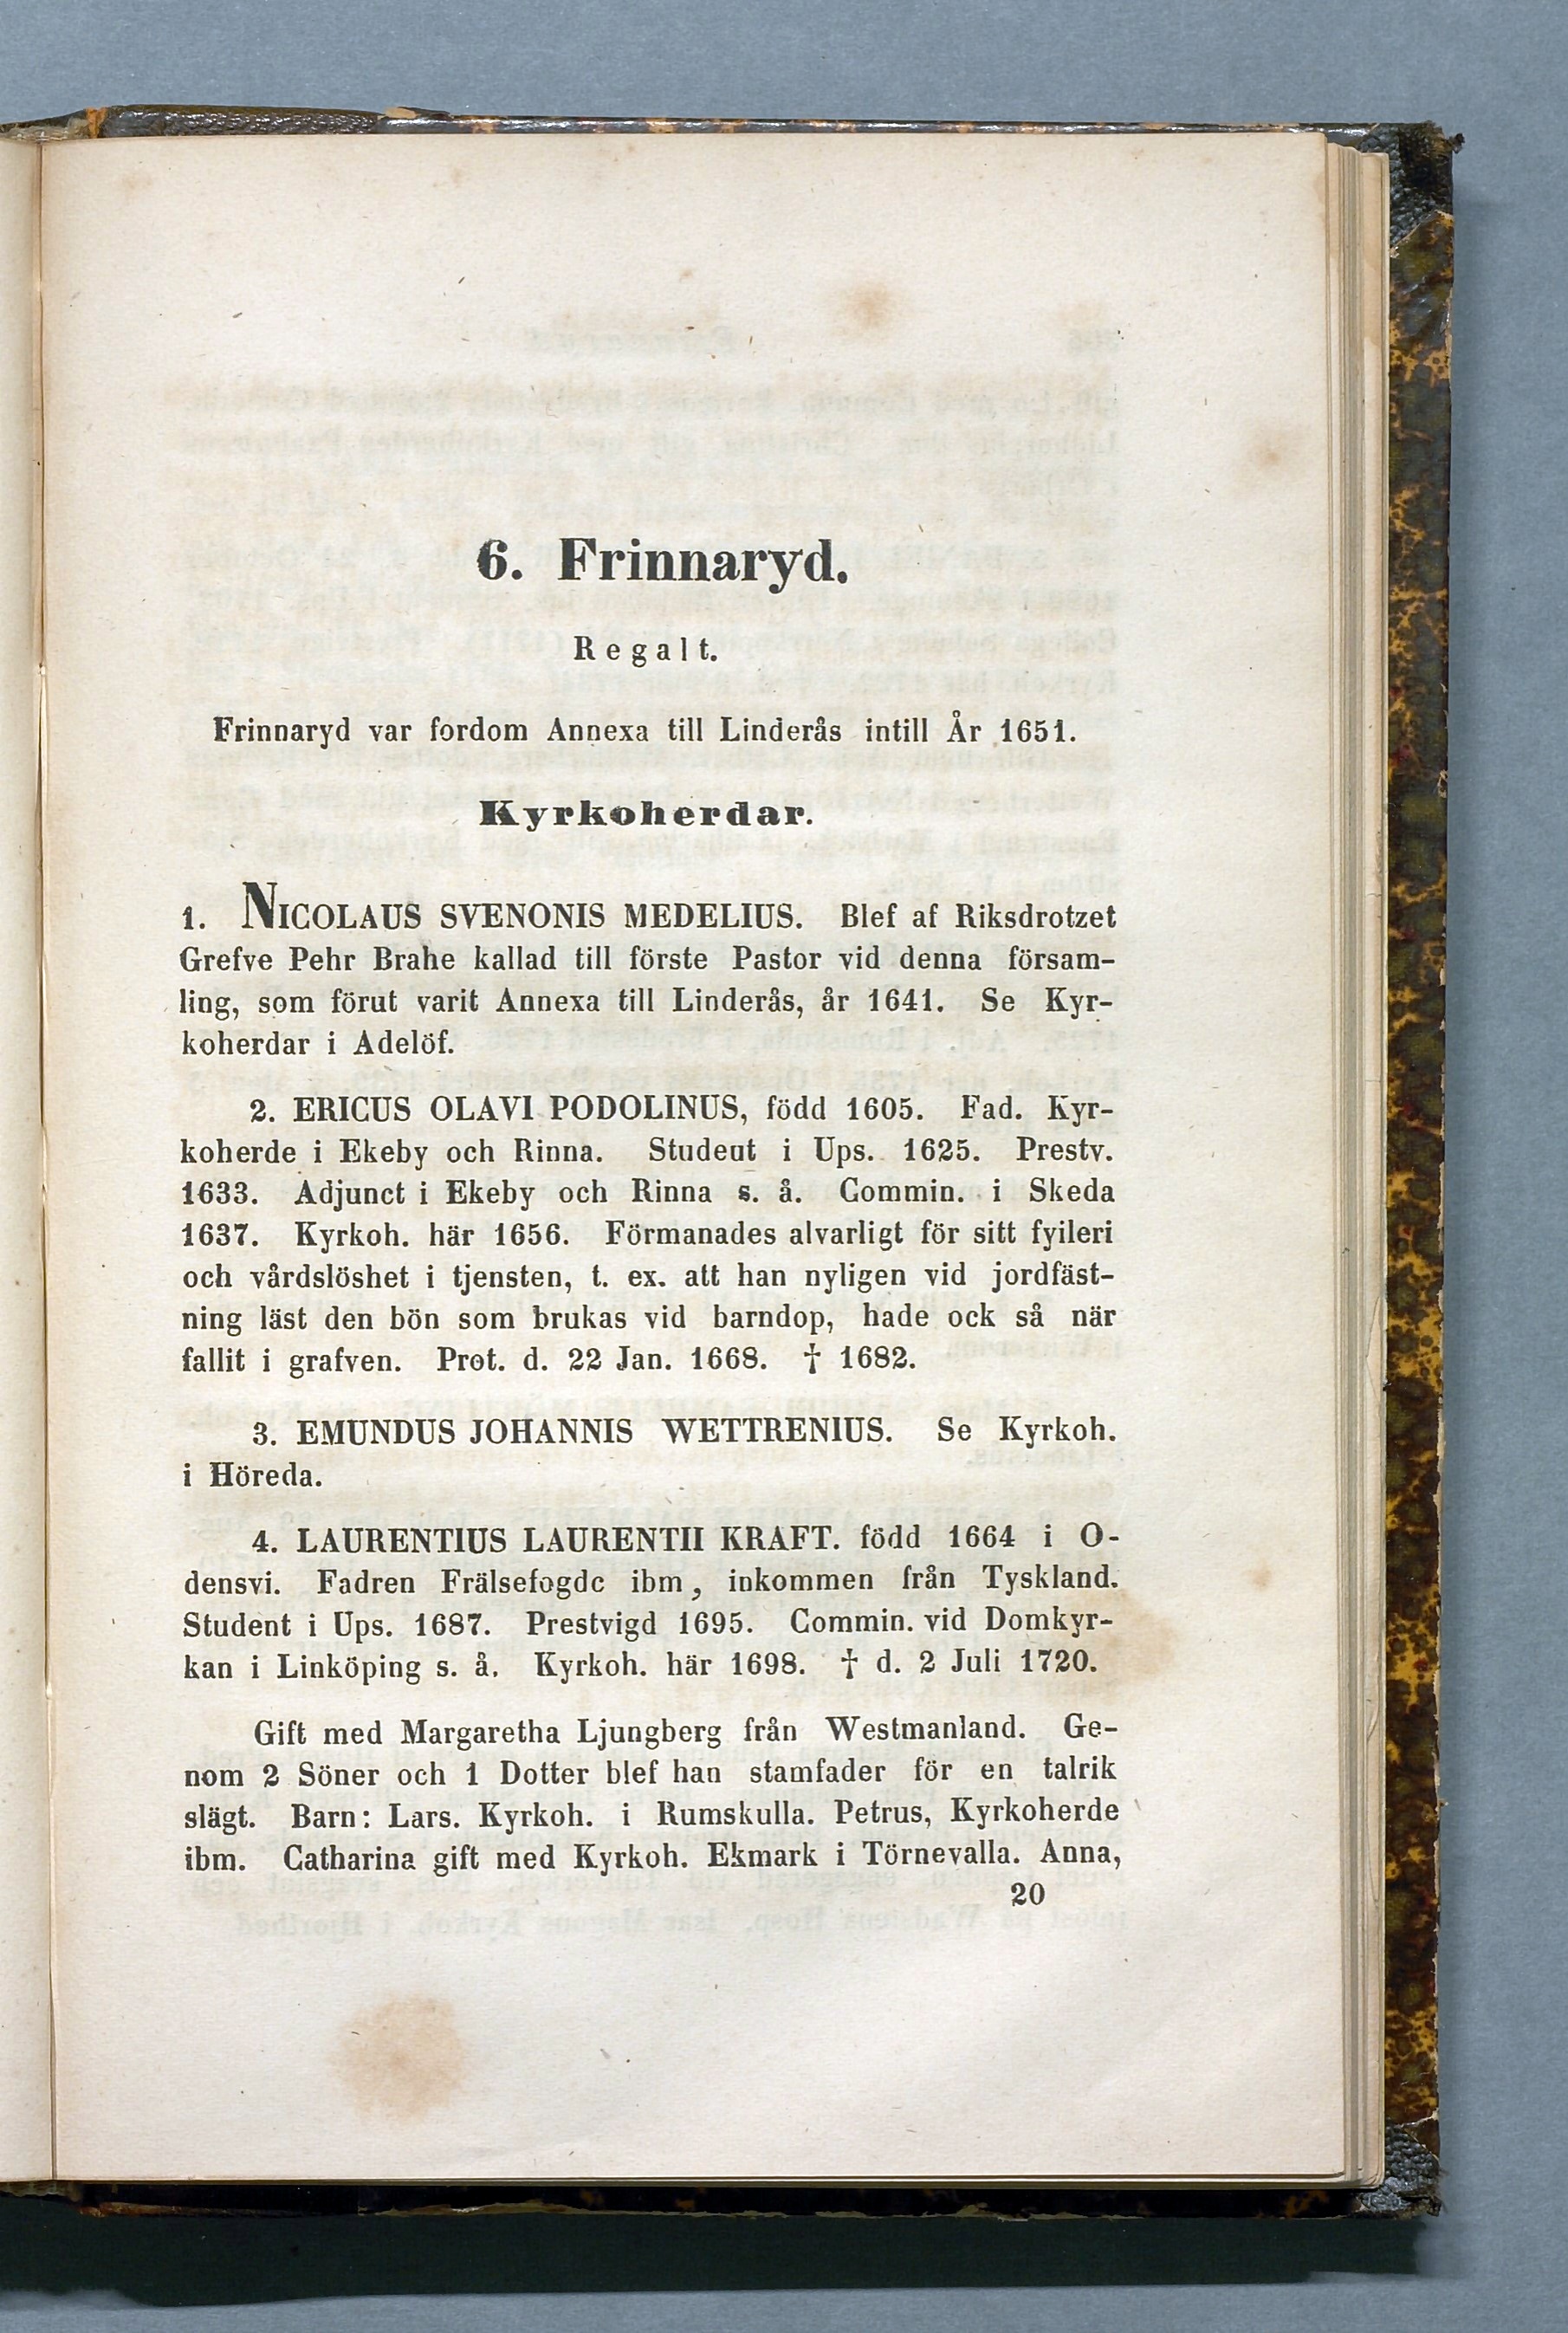 6. Frinnaryd.
Regalt.
Frinnaryd var fordom Annexa till Linderås intill År 1651.
Kyrkoherdar.
1. NICOLAUS SVENONIS MEDELIUS. Blef af Riksdrotzet
Grefve Pehr Brahe kallad till förste Pastor vid denna försam-
ling, som förut varit Annexa till Linderås, år 1641. Se Kyr-
koherdar i Adelöf.
2. ERICUS OLAVI PODOLINUS, född 1605. Fad. Kyr-
koherde i Ekeby och Rinna. Student i Ups. 1625. Prestv.
1633. Adjunct i Ekeby och Rinna s. å. Commin. i Skeda
1637. Kyrkoh. här 1656. Förmanades alvarligt för sitt fyileri
och vårdslöshet i tjensten, t. ex. att han nyligen vid jordfäst-
ning läst den bön som brukas vid barndop, hade ock så när
fallit i grafven. Prot. d. 22 Jan. 1668. † 1682.
3. EMUNDUS JOHANNIS WETTRENIUS. Se Kyrkoh.
i Höreda.
4. LAURENTIUS LAURENTII KRAFT. född 1664 i O-
densvi. Fadren Frälsefogdc ibm, inkommen från Tyskland.
Student i Ups. 1687. Prestvigd 1695. Commin. vid Domkyr-
kan i Linköping s. å. Kyrkoh. här 1698. † d. 2 Juli 1720.
Gift med Margaretha Ljungberg från Westmanland. Ge-
nom 2 Söner och 1 Dotter blef han stamfader för en talrik
slägt. Barn: Lars. Kyrkoh. i Rumskulla. Petrus, Kyrkoherde
ibm. Catharina gift med Kyrkoh. Ekmark i Törnevalla. Anna,
20